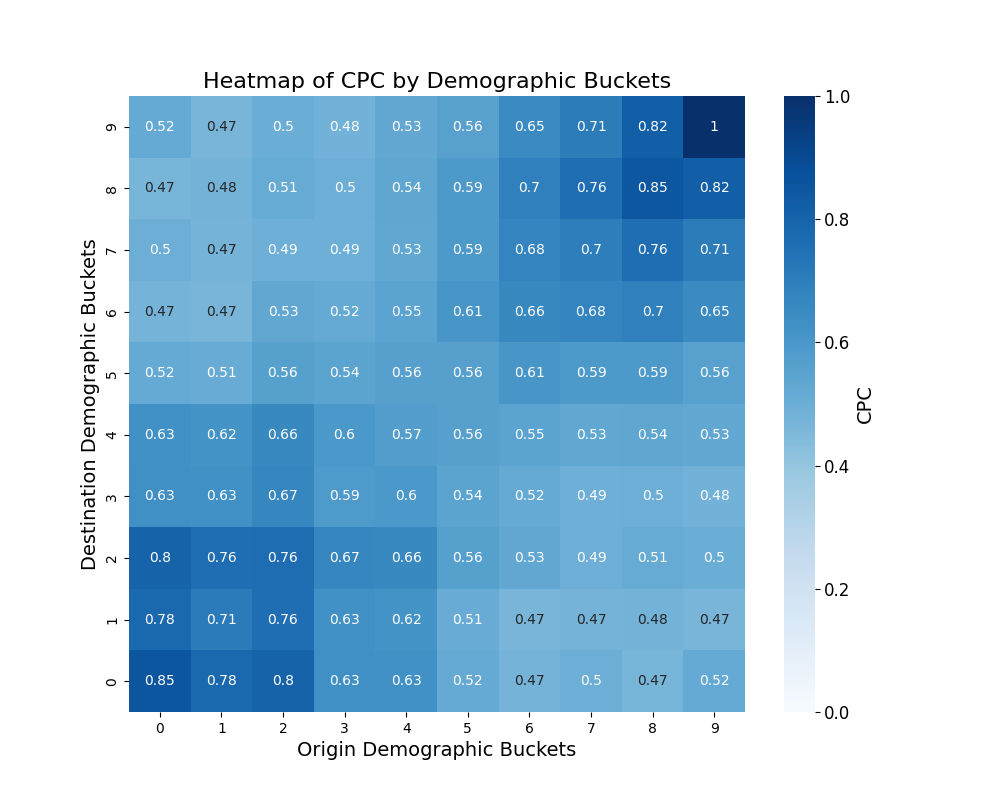 Heatmap of CPC by Demographic Buckets
9 0.52 0.47 0.5 0.48 0.53 0.56 0.65 0.71 0.82 1
8 0.47 0.48 0.51 0.5 0.54 0.59 0.7 0.76 0.85 0.82
7 0.5 0.47 0.49 0.49 0.53 0.59 0.68 0.7 0.76 0.71
6 0.47 0.47 0.53 0.52 0.55 0.61 0.66 0.68 0.7 0.65
5 0.52 0.51 0.56 0.54 0.56 0.56 0.61 0.59 0.59 0.56
4 0.63 0.62 0.66 0.6 0.57 0.56 0.55 0.53 0.54 0.53
3 0.63 0.63 0.67 0.59 0.6 0.54 0.52 0.49 0.5 0.48
2 0.8 0.76 0.76 0.67 0.66 0.56 0.53 0.49 0.51 0.5
1 0.78 0.71 0.76 0.63 0.62 0.51 0.47 0.47 0.48 0.47
0 0.85 0.78 0.8 0.63 0.63 0.52 0.47 0.5 0.47 0.52
0 1 2 3 4 5 6 7 8 9
Origin Demographic Buckets
Destination Demographic Buckets
1.0
0.8
0.6
0.4
0.2
0.0
CPC